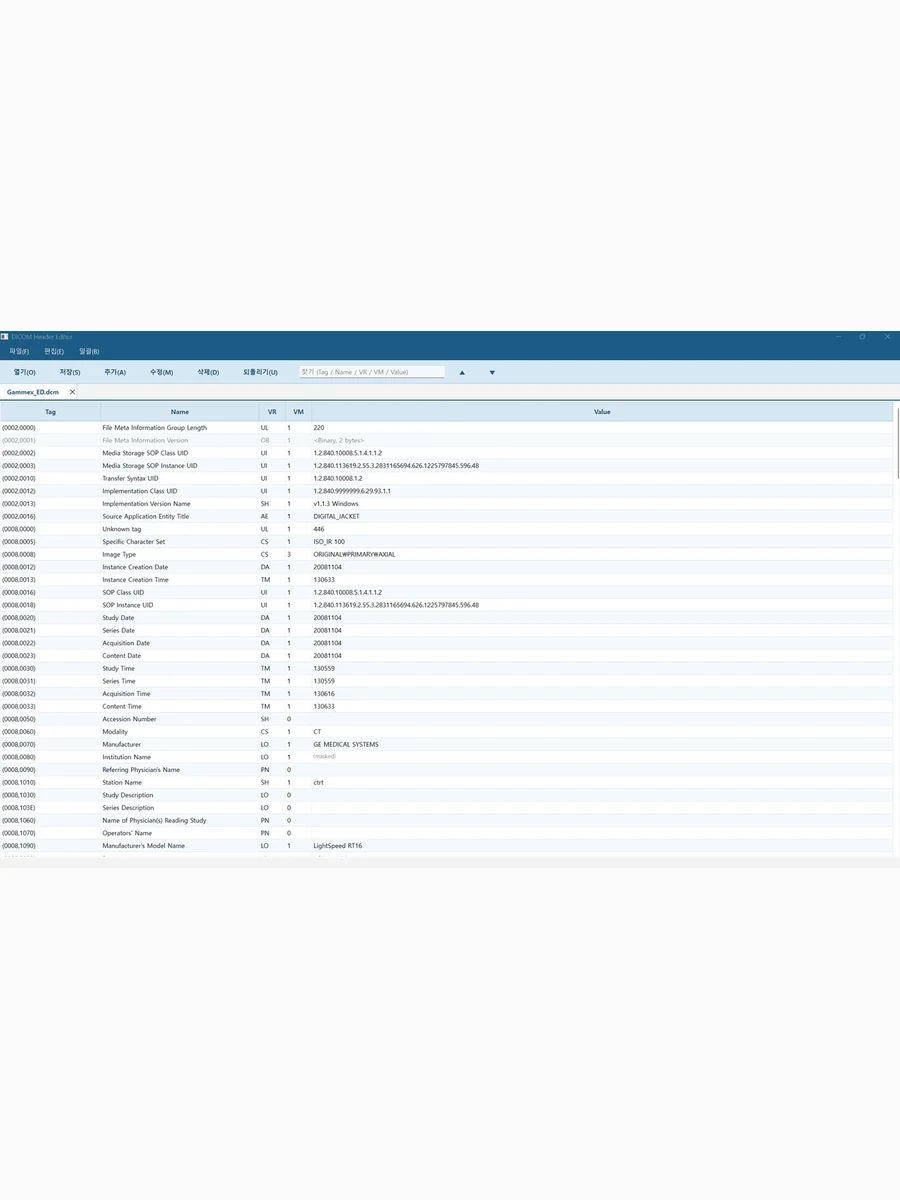 DICOM Header Editor
파일(F) 편집(E) 일괄(B)
열기(O) 저장(S) 추가(A) 수정(M) 삭제(D) 되돌리기(U) 찾기 (Tag / Name / VR / VM / Value) ▲ ▼
Gammex_ED.dcm ✕
Tag Name VR VM Value
(0002,0000) File Meta Information Group Length UL 1 220
(0002,0001) File Meta Information Version OB 1 <Binary, 2 bytes>
(0002,0002) Media Storage SOP Class UID UI 1 1.2.840.10008.5.1.4.1.1.2
(0002,0003) Media Storage SOP Instance UID UI 1 1.2.840.113619.2.55.3.2831165694.626.1225797845.596.48
(0002,0010) Transfer Syntax UID UI 1 1.2.840.10008.1.2
(0002,0012) Implementation Class UID UI 1 1.2.840.9999999.6.29.93.1.1
(0002,0013) Implementation Version Name SH 1 v1.1.3 Windows
(0002,0016) Source Application Entity Title AE 1 DIGITAL_JACKET
(0008,0000) Unknown tag UL 1 446
(0008,0005) Specific Character Set CS 1 ISO_IR 100
(0008,0008) Image Type CS 3 ORIGINAL₩PRIMARY₩AXIAL
(0008,0012) Instance Creation Date DA 1 20081104
(0008,0013) Instance Creation Time TM 1 130633
(0008,0016) SOP Class UID UI 1 1.2.840.10008.5.1.4.1.1.2
(0008,0018) SOP Instance UID UI 1 1.2.840.113619.2.55.3.2831165694.626.1225797845.596.48
(0008,0020) Study Date DA 1 20081104
(0008,0021) Series Date DA 1 20081104
(0008,0022) Acquisition Date DA 1 20081104
(0008,0023) Content Date DA 1 20081104
(0008,0030) Study Time TM 1 130559
(0008,0031) Series Time TM 1 130559
(0008,0032) Acquisition Time TM 1 130616
(0008,0033) Content Time TM 1 130633
(0008,0050) Accession Number SH 0
(0008,0060) Modality CS 1 CT
(0008,0070) Manufacturer LO 1 GE MEDICAL SYSTEMS
(0008,0080) Institution Name LO 1 (masked)
(0008,0090) Referring Physician's Name PN 0
(0008,1010) Station Name SH 1 ctrt
(0008,1030) Study Description LO 0
(0008,103E) Series Description LO 0
(0008,1060) Name of Physician(s) Reading Study PN 0
(0008,1070) Operators' Name PN 0
(0008,1090) Manufacturer's Model Name LO 1 LightSpeed RT16